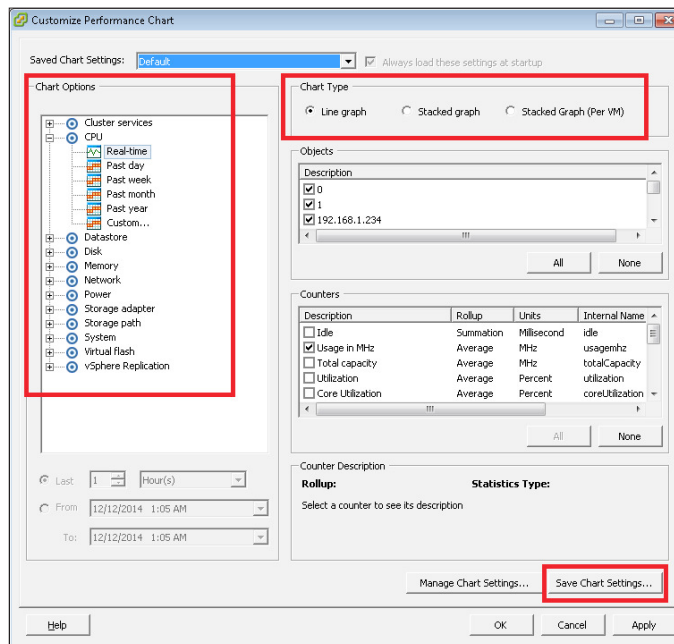 Customize Performance Chart
Saved Chart Settings: Default Always load these settings at startup
Chart Options
Cluster services
CPU
Real-time
Past day
Past week
Past month
Past year
Custom...
Datastore
Disk
Memory
Network
Power
Storage adapter
Storage path
System
Virtual flash
vSphere Replication
Last 1 Hour(s)
From 12/12/2014 1:05 AM
To: 12/12/2014 1:05 AM
Chart Type
Line graph Stacked graph Stacked Graph (Per VM)
Objects
Description
0
1
192.168.1.234
All None
Counters
Description Rollup Units Internal Name
Idle Summation Millisecond idle
Usage in MHz Average MHz usagemhz
Total capacity Average MHz totalCapacity
Utilization Average Percent utilization
Core Utilization Average Percent coreUtilization
All None
Counter Description
Rollup: Statistics Type:
Select a counter to see its description
Manage Chart Settings... Save Chart Settings...
Help OK Cancel Apply